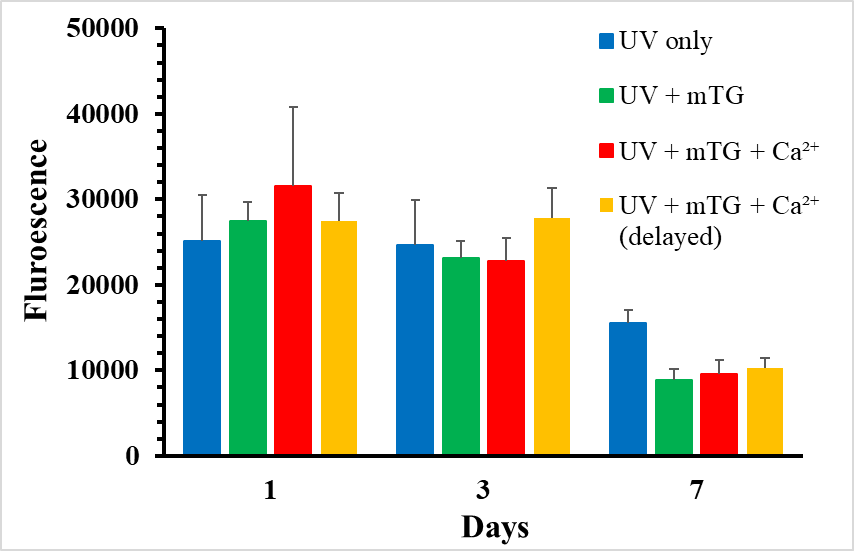 50000
40000
30000
20000
10000
0
Fluroescence
1
3
7
Days
UV only
UV + mTG
UV + mTG + Ca²⁺
UV + mTG + Ca²⁺
(delayed)